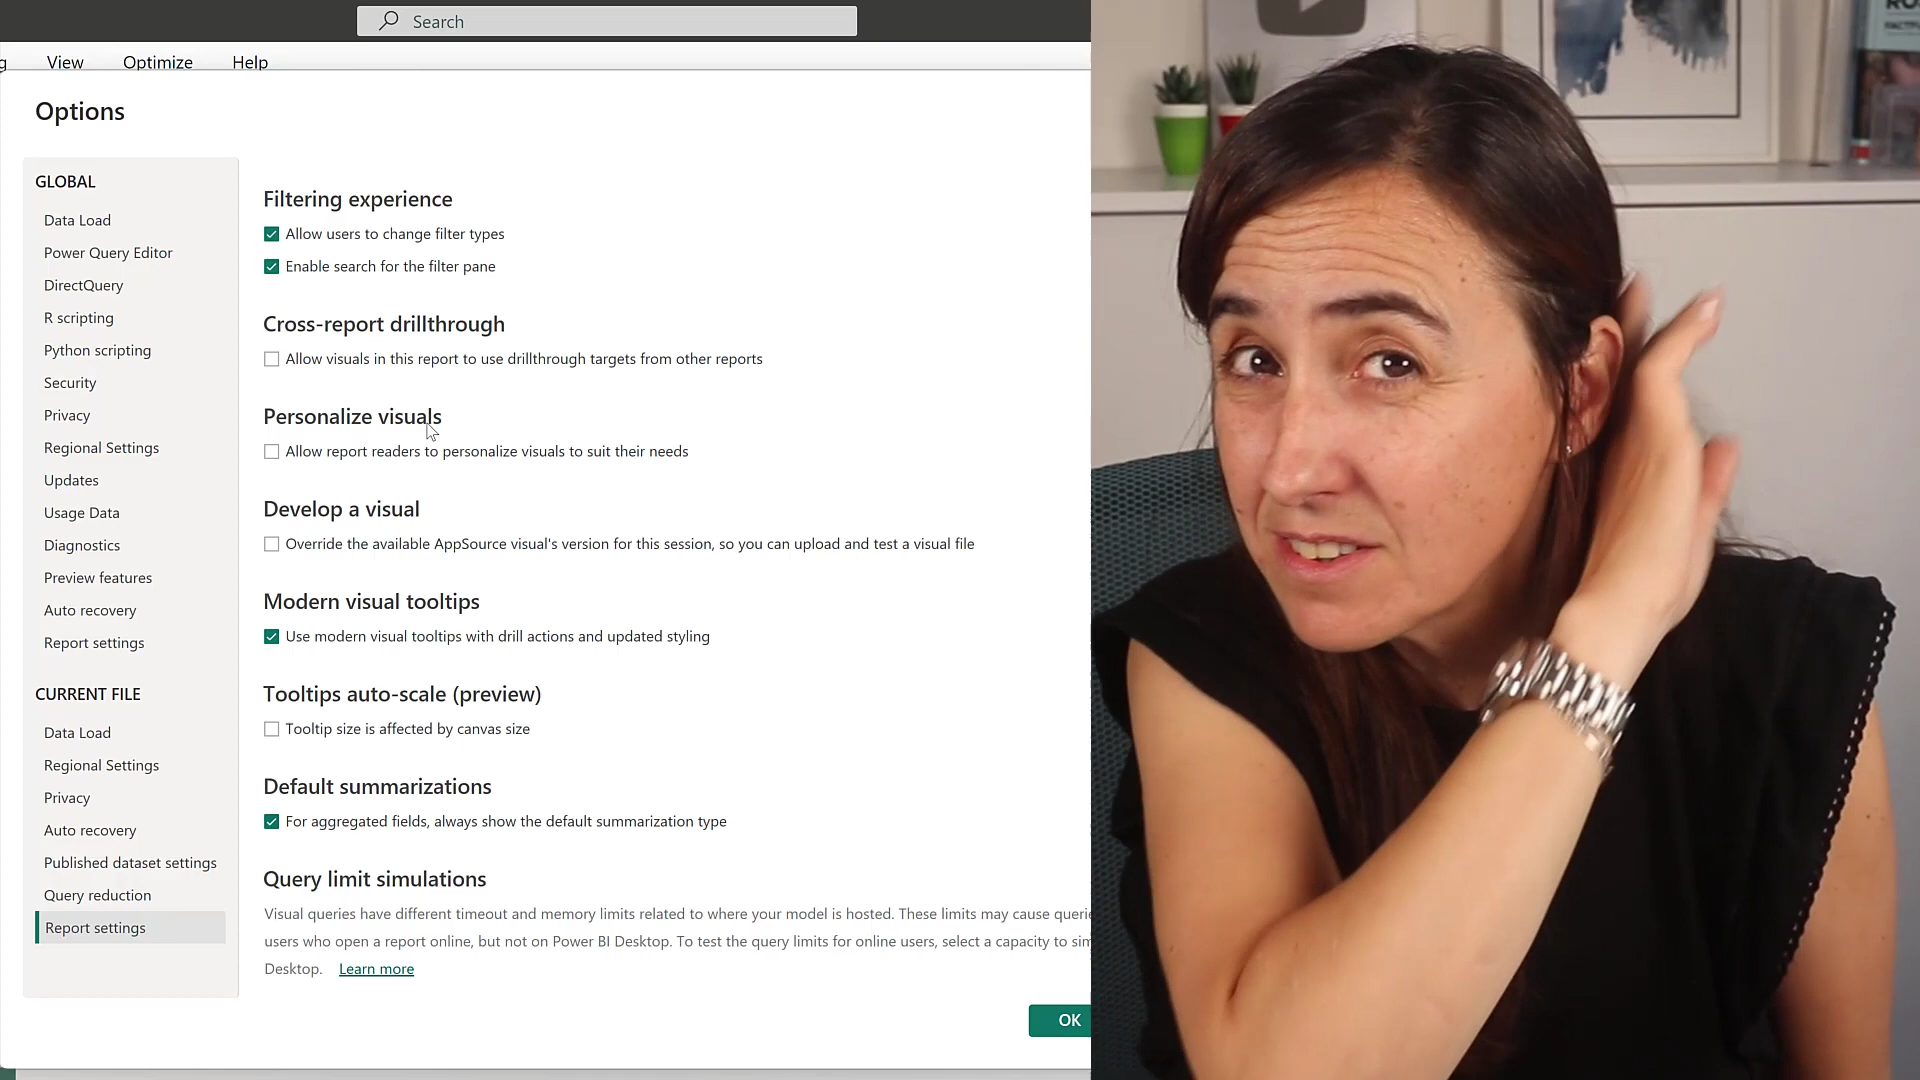 Search
View Optimize Help
Options
GLOBAL
Data Load
Power Query Editor
DirectQuery
R scripting
Python scripting
Security
Privacy
Regional Settings
Updates
Usage Data
Diagnostics
Preview features
Auto recovery
Report settings
CURRENT FILE
Data Load
Regional Settings
Privacy
Auto recovery
Published dataset settings
Query reduction
Report settings
Filtering experience
Allow users to change filter types
Enable search for the filter pane
Cross-report drillthrough
Allow visuals in this report to use drillthrough targets from other reports
Personalize visuals
Allow report readers to personalize visuals to suit their needs
Develop a visual
Override the available AppSource visual's version for this session, so you can upload and test a visual file
Modern visual tooltips
Use modern visual tooltips with drill actions and updated styling
Tooltips auto-scale (preview)
Tooltip size is affected by canvas size
Default summarizations
For aggregated fields, always show the default summarization type
Query limit simulations
Visual queries have different timeout and memory limits related to where your model is hosted. These limits may cause
users who open a report online, but not on Power BI Desktop. To test the query limits for online users, select a capacity to
Desktop. Learn more
OK